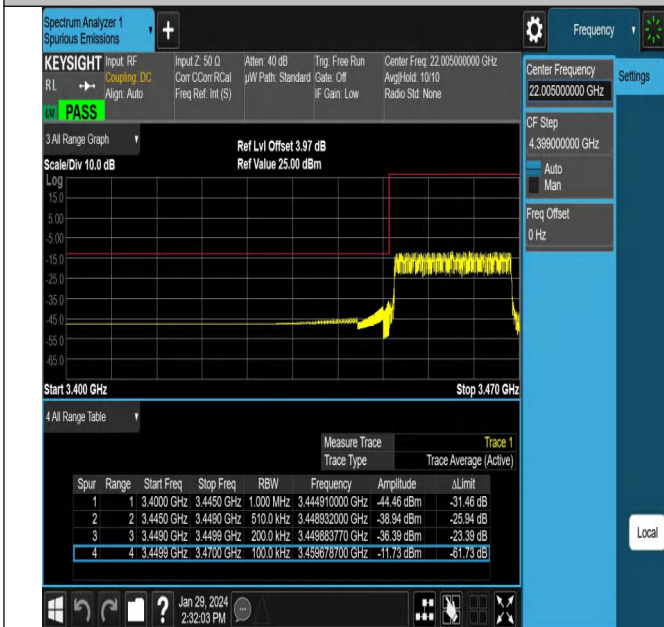 Spectrum Analyzer 1
Spurious Emissions
Frequency
KEYSIGHT Input: RF Input Z: 50 Ω Atten: 40 dB Trig: Free Run Center Freq: 22.005000000 GHz
RL Coupling: DC Corr CCorr RCal µW Path: Standard Gate: Off Avg|Hold: 10/10
Align: Auto Freq Ref: Int (S) IF Gain: Low Radio Std: None
PASS
Center Frequency
22.005000000 GHz
Settings
CF Step
4.399000000 GHz
Auto
Man
Freq Offset
0 Hz
Local
3 All Range Graph
Ref Lvl Offset 3.97 dB
Scale/Div 10.0 dB Ref Value 25.00 dBm
Log
15.0
5.00
-5.00
-15.0
-25.0
-35.0
-45.0
-55.0
-65.0
Start 3.400 GHz Stop 3.470 GHz
4 All Range Table
Measure Trace Trace 1
Trace Type Trace Average (Active)
Spur Range Start Freq Stop Freq RBW Frequency Amplitude ΔLimit
1 1 3.4000 GHz 3.4450 GHz 1.000 MHz 3.444910000 GHz -44.46 dBm -31.46 dB
2 2 3.4450 GHz 3.4490 GHz 510.0 kHz 3.448932000 GHz -38.94 dBm -25.94 dB
3 3 3.4490 GHz 3.4499 GHz 200.0 kHz 3.449883770 GHz -36.39 dBm -23.39 dB
4 4 3.4499 GHz 3.4700 GHz 100.0 kHz 3.459678700 GHz -11.73 dBm -61.73 dB
Jan 29, 2024
2:32:03 PM